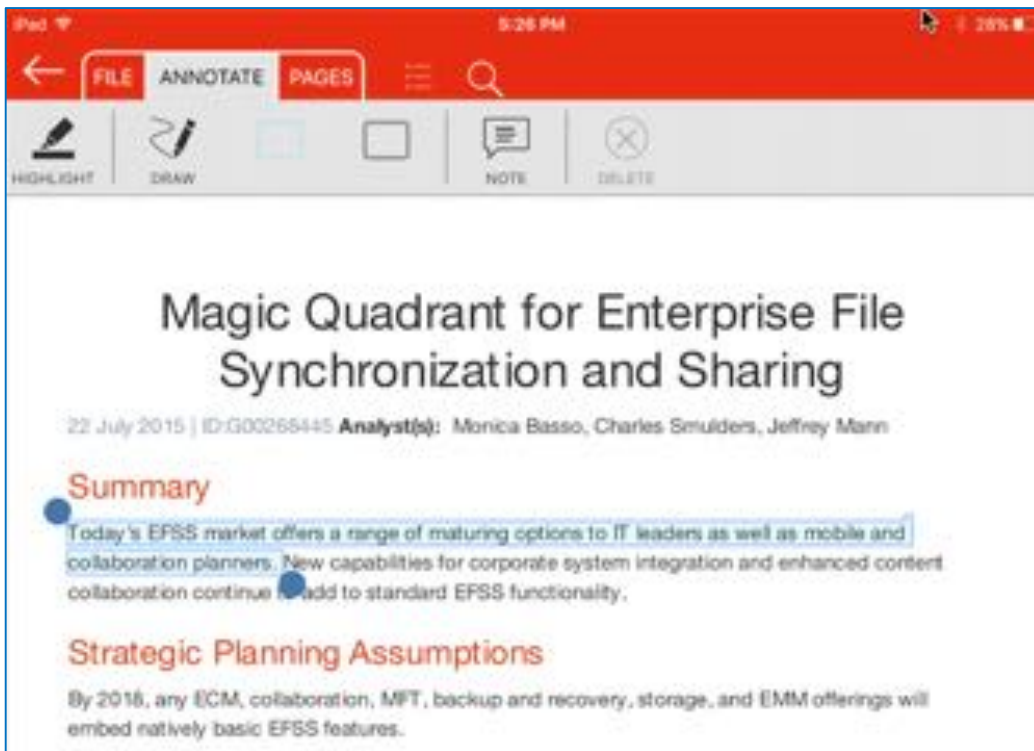 iPad 5:26 PM 28%
FILE ANNOTATE PAGES
HIGHLIGHT DRAW NOTE DELETE
Magic Quadrant for Enterprise File
Synchronization and Sharing
22 July 2015 | ID:G00268445 Analyst(s): Monica Basso, Charles Smulders, Jeffrey Mann
Summary
Today's EFSS market offers a range of maturing options to IT leaders as well as mobile and
collaboration planners. New capabilities for corporate system integration and enhanced content
collaboration continue to add to standard EFSS functionality.
Strategic Planning Assumptions
By 2018, any ECM, collaboration, MFT, backup and recovery, storage, and EMM offerings will
embed natively basic EFSS features.